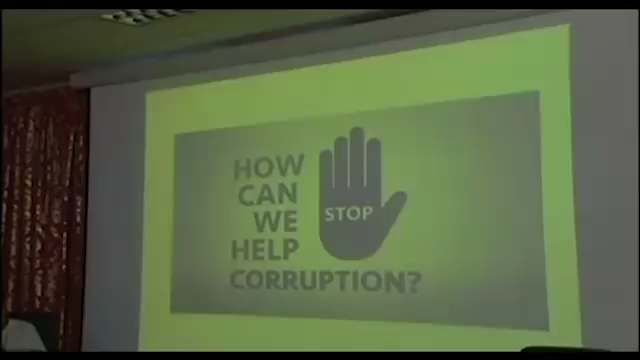 HOW
CAN
WE
HELP
STOP
CORRUPTION?